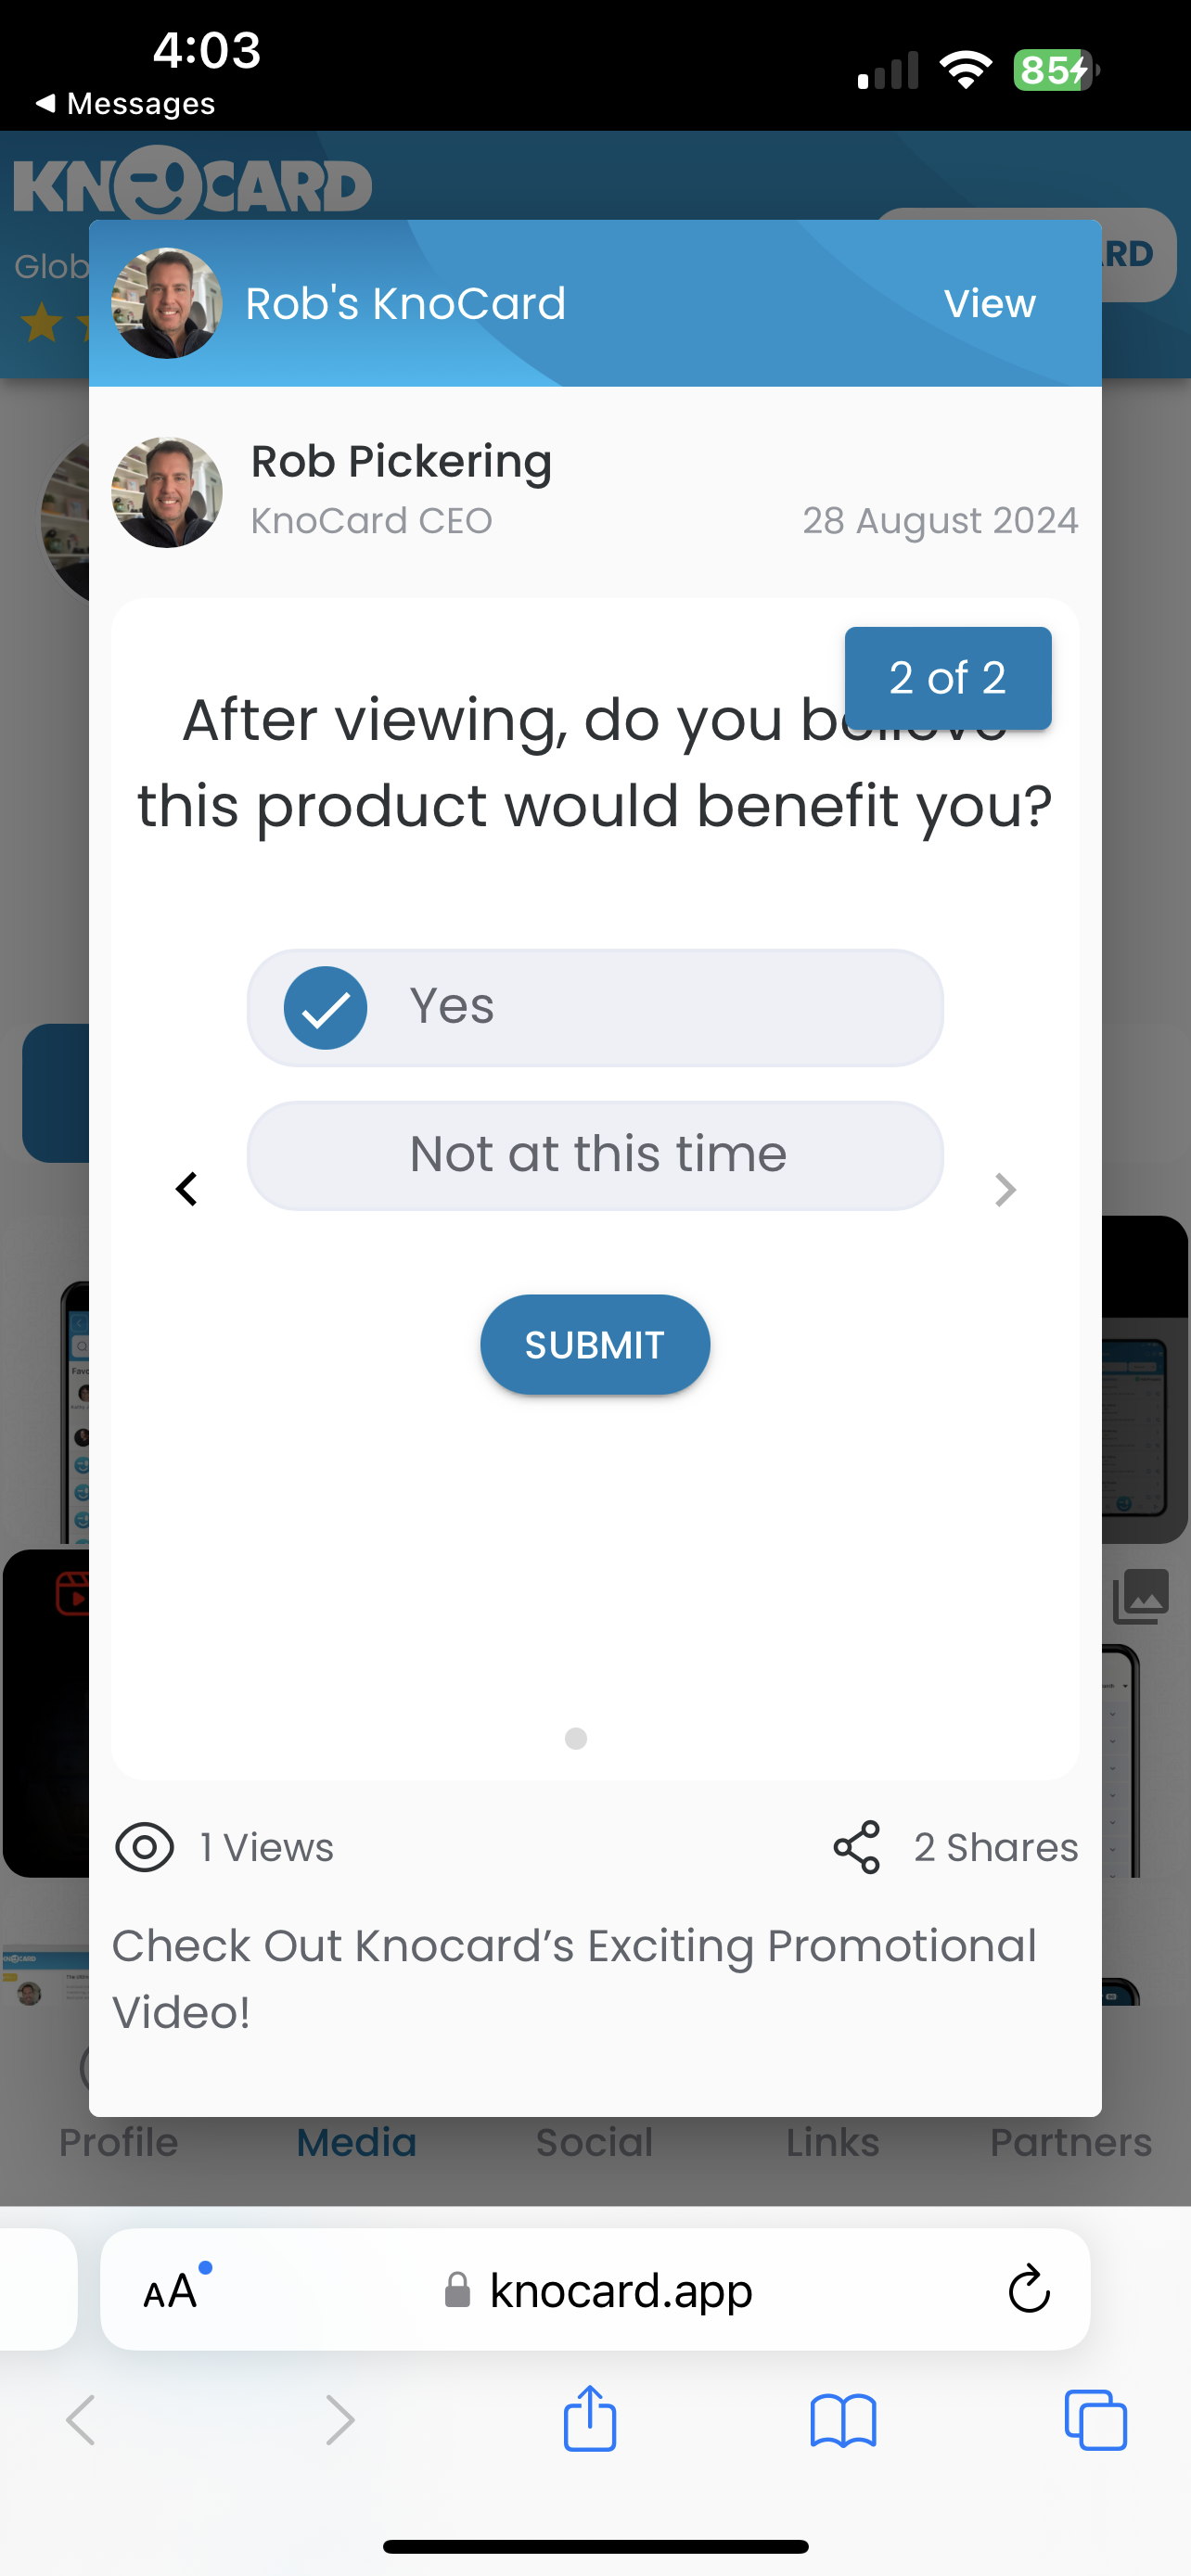 4:03
85
Messages
KNOCARD
Glob
RD
Rob's KnoCard
View
Rob Pickering
KnoCard CEO
28 August 2024
2 of 2
After viewing, do you believe
this product would benefit you?
Yes
Not at this time
SUBMIT
1 Views
2 Shares
Check Out Knocard’s Exciting Promotional
Video!
Profile
Media
Social
Links
Partners
AA
knocard.app